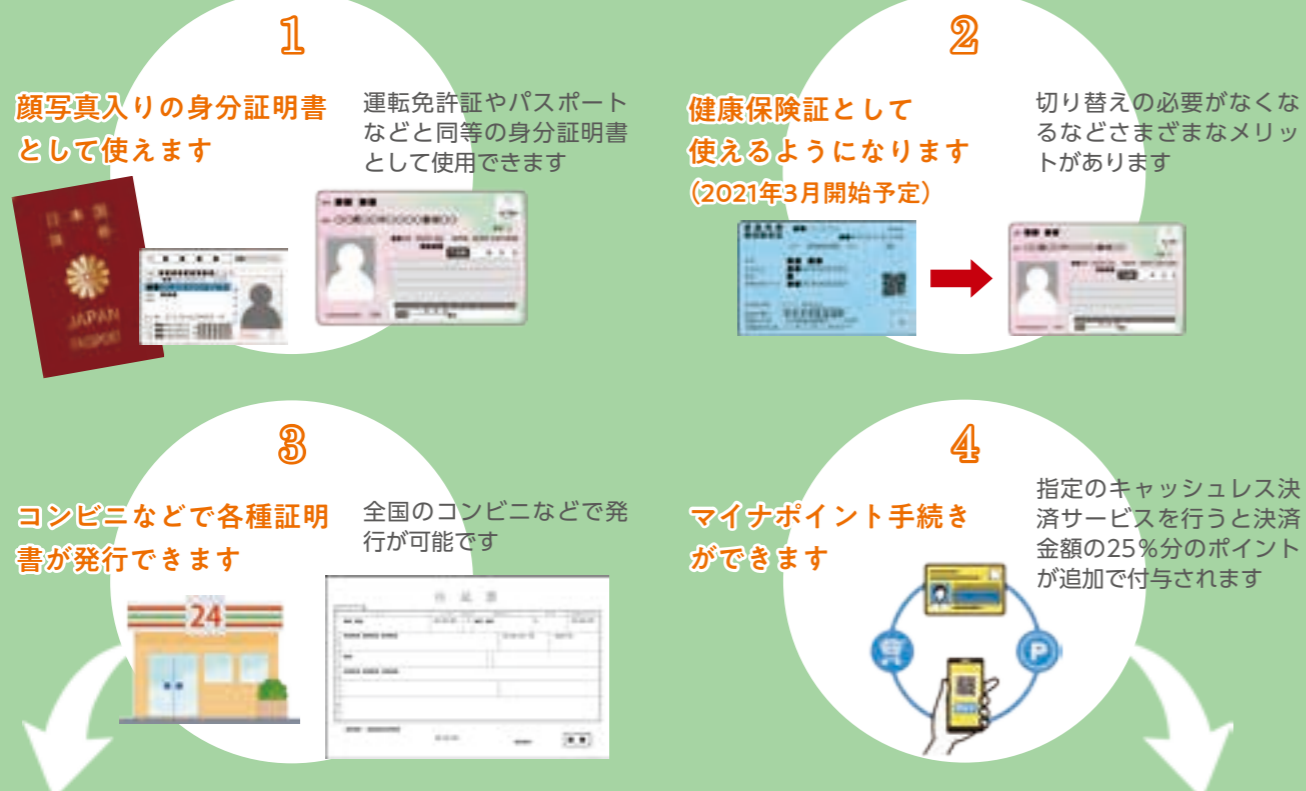 1
顔写真入りの身分証明書
として使えます
運転免許証やパスポート
などと同等の身分証明書
として使用できます
日本国
旅券
JAPAN
PASSPORT
2
健康保険証として
使えるようになります
(2021年3月開始予定)
切り替えの必要がなくな
るなどさまざまなメリッ
トがあります
3
コンビニなどで各種証明
書が発行できます
全国のコンビニなどで発
行が可能です
24
住民票
4
マイナポイント手続き
ができます
指定のキャッシュレス決
済サービスを行うと決済
金額の25%分のポイント
が追加で付与されます
P